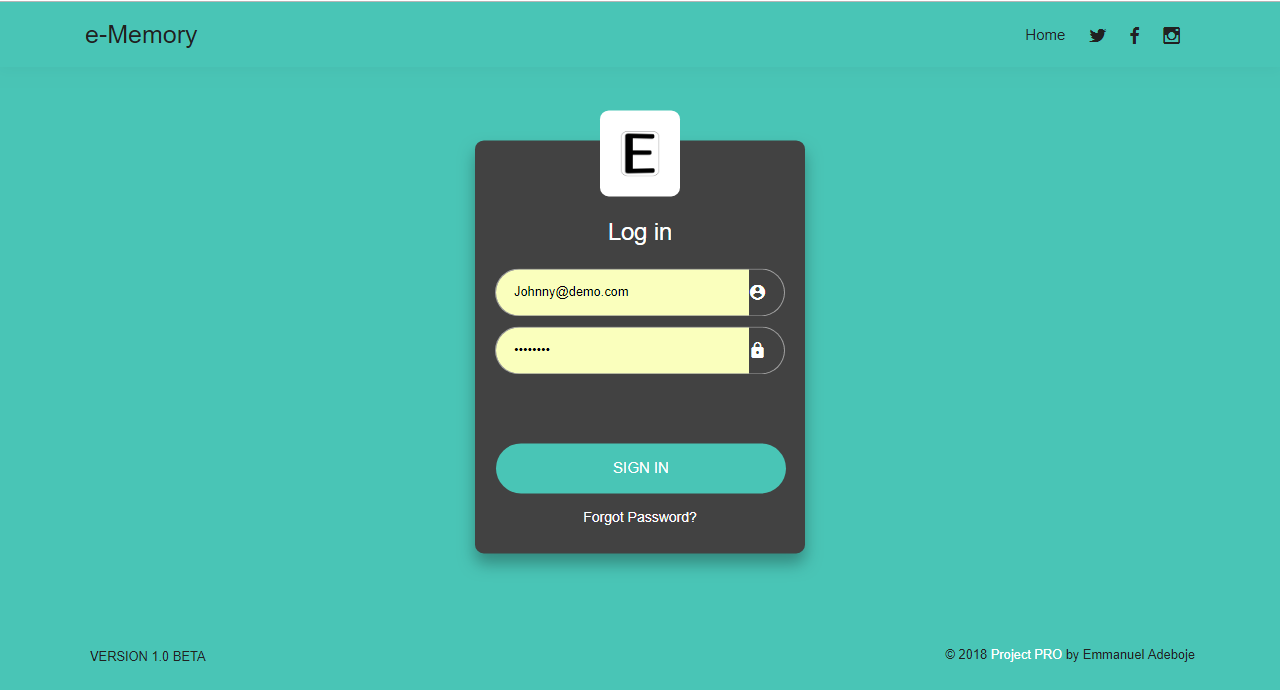 e-Memory
Home
E
Log in
Johnny@demo.com
••••••••
SIGN IN
Forgot Password?
VERSION 1.0 BETA
© 2018 Project PRO by Emmanuel Adeboje